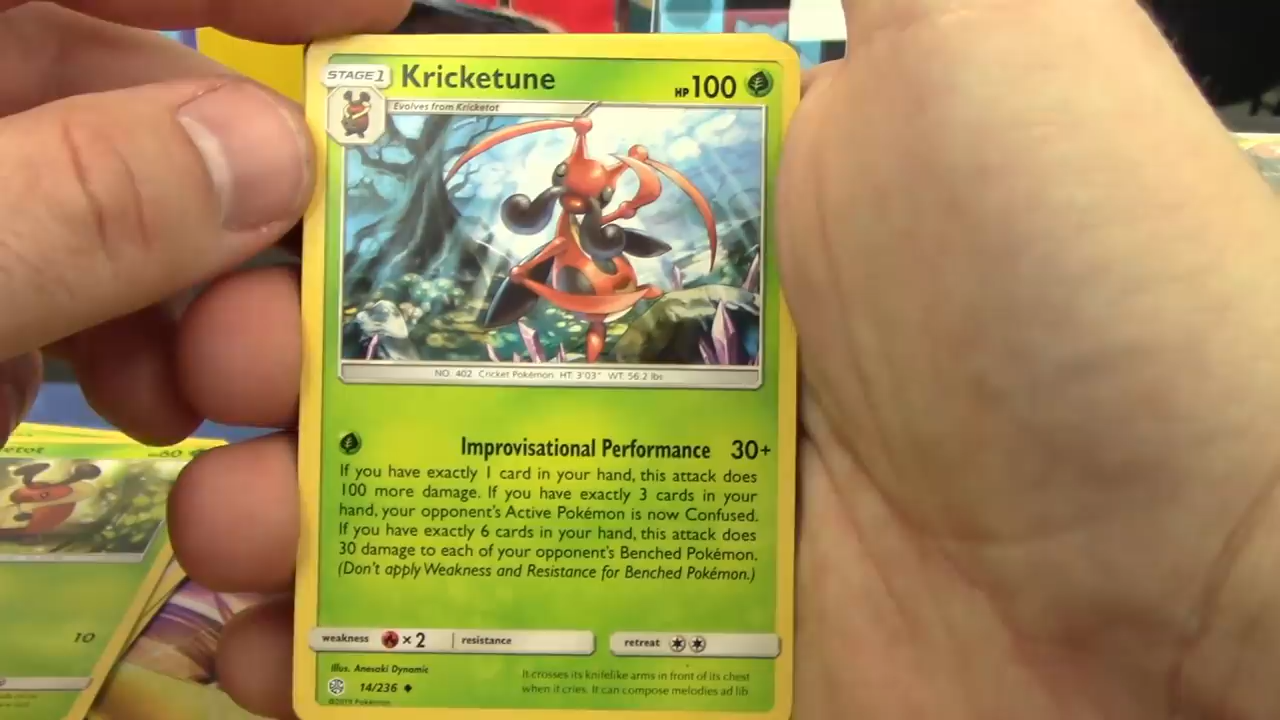 STAGE1 Kricketune HP100
Evolves from Kricketot
NO. 402 Cricket Pokémon HT: 3'03" WT: 56.2 lbs
Improvisational Performance 30+
If you have exactly 1 card in your hand, this attack does
100 more damage. If you have exactly 3 cards in your
hand, your opponent's Active Pokémon is now Confused.
If you have exactly 6 cards in your hand, this attack does
30 damage to each of your opponent's Benched Pokémon.
(Don't apply Weakness and Resistance for Benched Pokémon.)
weakness ×2 resistance retreat
Illus. Anesaki Dynamic
14/236
©2019 Pokémon
It crosses its knifelike arms in front of its chest
when it cries. It can compose melodies ad lib.
etot HP60
10